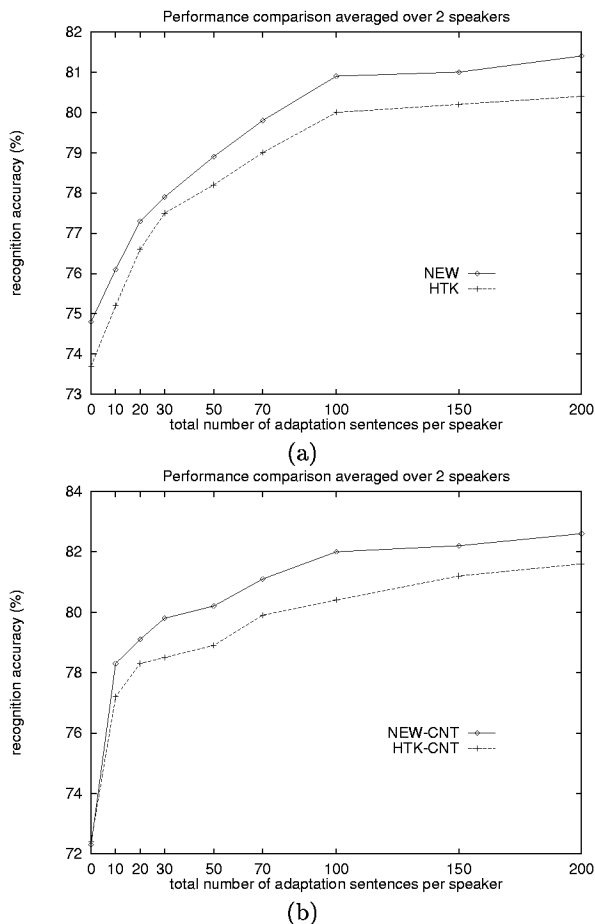 Performance comparison averaged over 2 speakers
82
81
80
79
78
77
76
75
74
73
recognition accuracy (%)
NEW
HTK
0 10 20 30 50 70 100 150 200
total number of adaptation sentences per speaker
(a)
Performance comparison averaged over 2 speakers
84
82
80
78
76
74
72
recognition accuracy (%)
NEW-CNT
HTK-CNT
0 10 20 30 50 70 100 150 200
total number of adaptation sentences per speaker
(b)